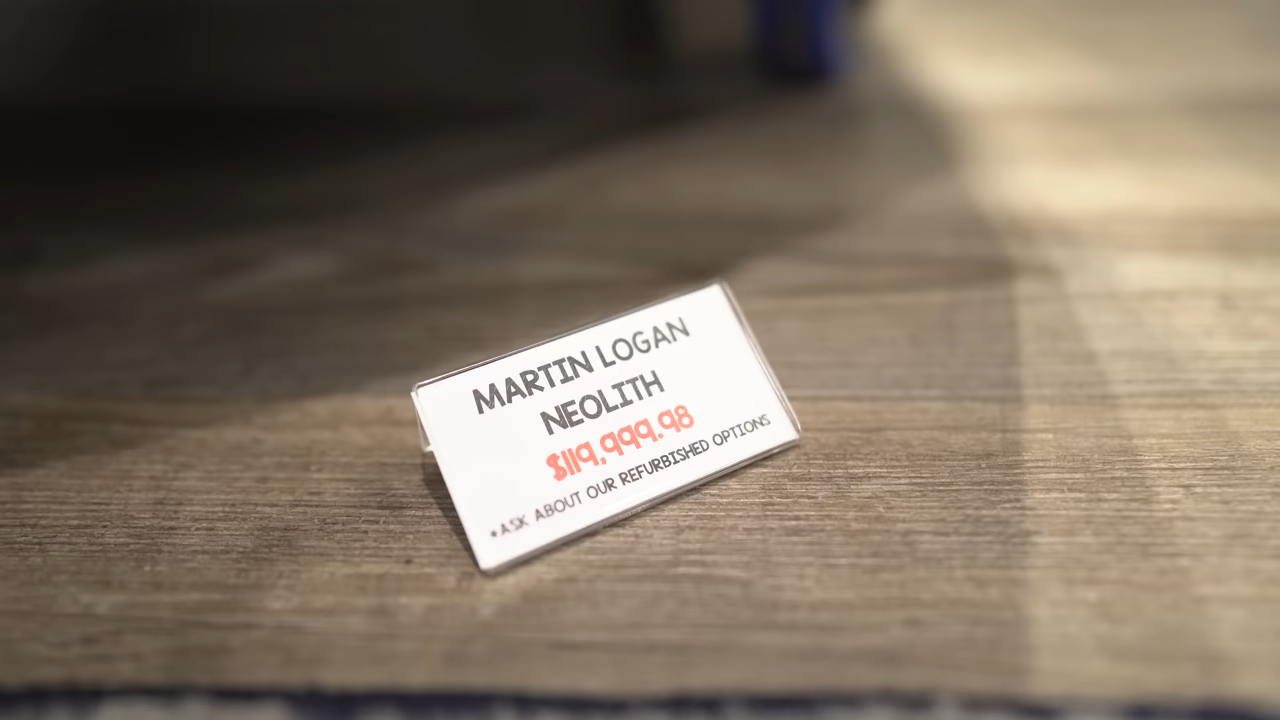 MARTIN LOGAN
NEOLITH
$119,999.98
*ASK ABOUT OUR REFURBISHED OPTIONS